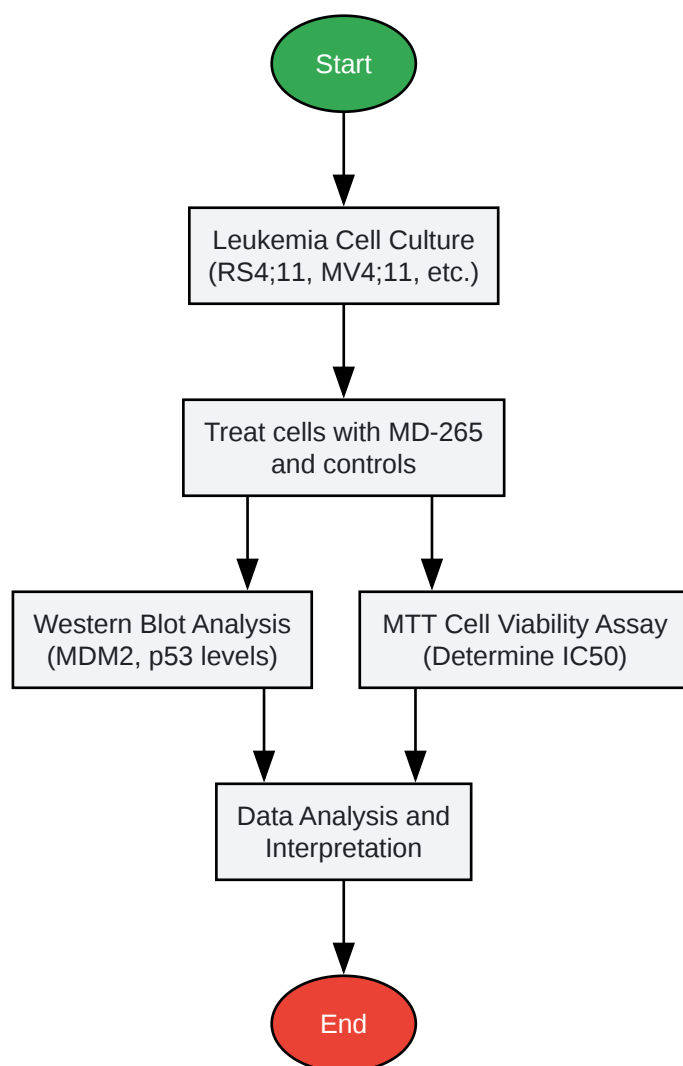 Start
Leukemia Cell Culture
(RS4;11, MV4;11, etc.)
Treat cells with MD-265
and controls
Western Blot Analysis
(MDM2, p53 levels)
MTT Cell Viability Assay
(Determine IC50)
Data Analysis and
Interpretation
End